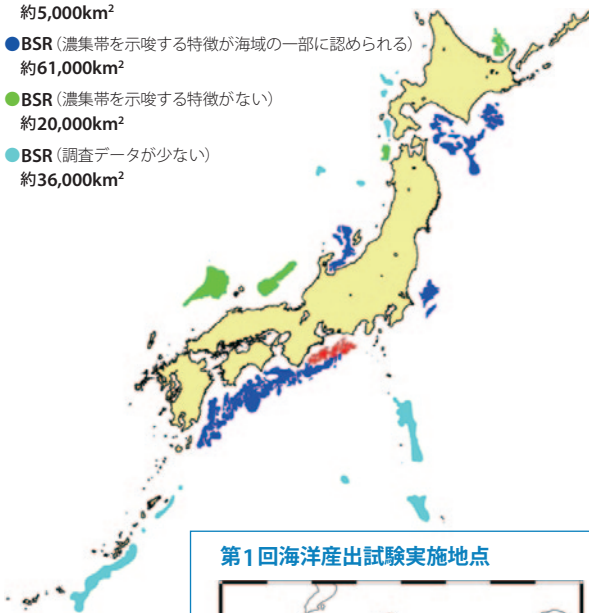 約5,000km²
●BSR（濃集帯を示唆する特徴が海域の一部に認められる）
約61,000km²
●BSR（濃集帯を示唆する特徴がない）
約20,000km²
●BSR（調査データが少ない）
約36,000km²
第1回海洋産出試験実施地点